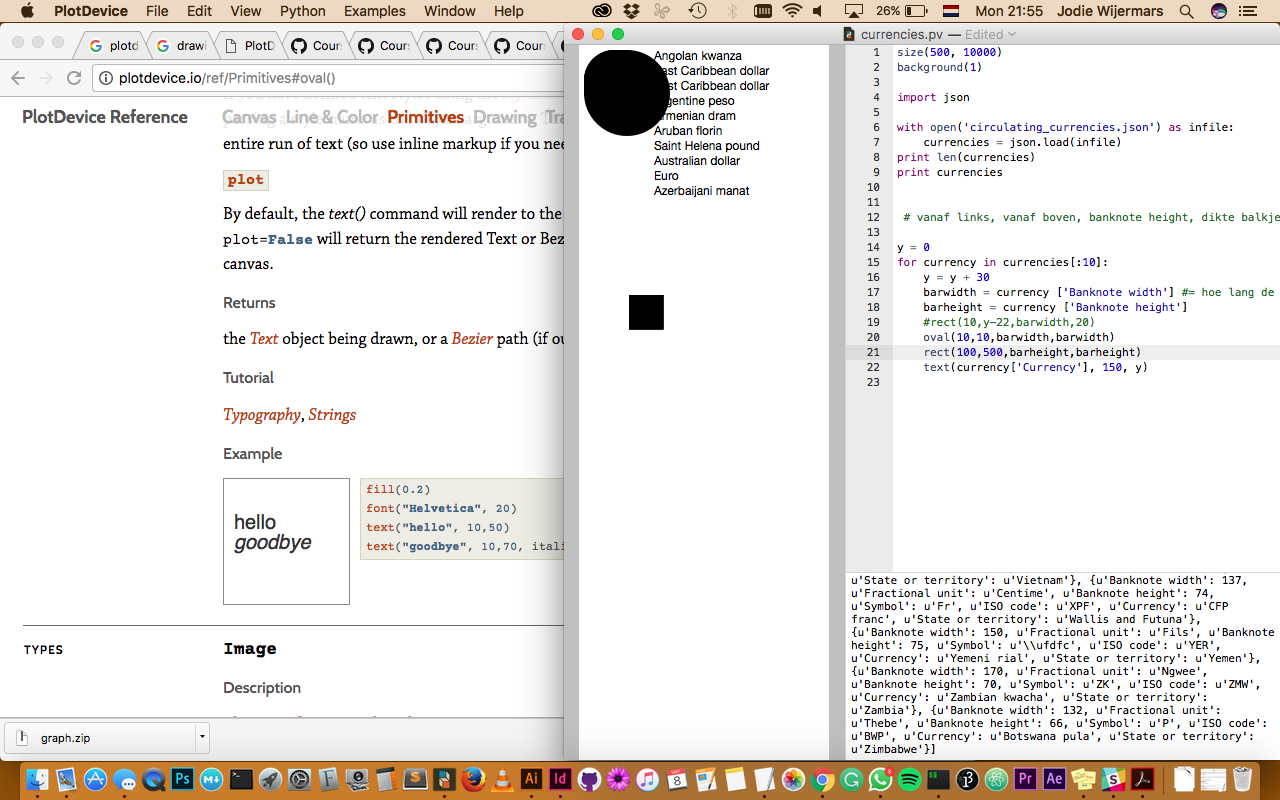 PlotDevice File Edit View Python Examples Window Help 26% Mon 21:55 Jodie Wijermars
plotd
drawi
PlotD
Cour
Cours
Cours
Cours
plotdevice.io/ref/Primitives#oval()
PlotDevice Reference
Canvas Line & Color Primitives Drawing Tra
entire run of text (so use inline markup if you nee
plot
By default, the text() command will render to the
plot=False will return the rendered Text or Bez
canvas.
Returns
the Text object being drawn, or a Bezier path (if ou
Tutorial
Typography, Strings
Example
hello
goodbye
fill(0.2)
font("Helvetica", 20)
text("hello", 10,50)
text("goodbye", 10,70, itali
TYPES
Image
Description
graph.zip
Angolan kwanza
ast Caribbean dollar
st Caribbean dollar
gentine peso
rmenian dram
Aruban florin
Saint Helena pound
Australian dollar
Euro
Azerbaijani manat
currencies.pv — Edited
1 size(500, 10000)
2 background(1)
3
4 import json
5
6 with open('circulating_currencies.json') as infile:
7 currencies = json.load(infile)
8 print len(currencies)
9 print currencies
10
11
12 # vanaf links, vanaf boven, banknote height, dikte balkje
13
14 y = 0
15 for currency in currencies[:10]:
16 y = y + 30
17 barwidth = currency ['Banknote width'] #= hoe lang de
18 barheight = currency ['Banknote height']
19 #rect(10,y-22,barwidth,20)
20 oval(10,10,barwidth,barwidth)
21 rect(100,500,barheight,barheight)
22 text(currency['Currency'], 150, y)
23
u'State or territory': u'Vietnam'}, {u'Banknote width': 137,
u'Fractional unit': u'Centime', u'Banknote height': 74,
u'Symbol': u'Fr', u'ISO code': u'XPF', u'Currency': u'CFP
franc', u'State or territory': u'Wallis and Futuna'},
{u'Banknote width': 150, u'Fractional unit': u'Fils', u'Banknote
height': 75, u'Symbol': u'\\ufdfc', u'ISO code': u'YER',
u'Currency': u'Yemeni rial', u'State or territory': u'Yemen'},
{u'Banknote width': 170, u'Fractional unit': u'Ngwee',
u'Banknote height': 70, u'Symbol': u'ZK', u'ISO code': u'ZMW',
u'Currency': u'Zambian kwacha', u'State or territory':
u'Zambia'}, {u'Banknote width': 132, u'Fractional unit':
u'Thebe', u'Banknote height': 66, u'Symbol': u'P', u'ISO code':
u'BWP', u'Currency': u'Botswana pula', u'State or territory':
u'Zimbabwe'}]
Ps
Ai
Id
8
Pr
Ae